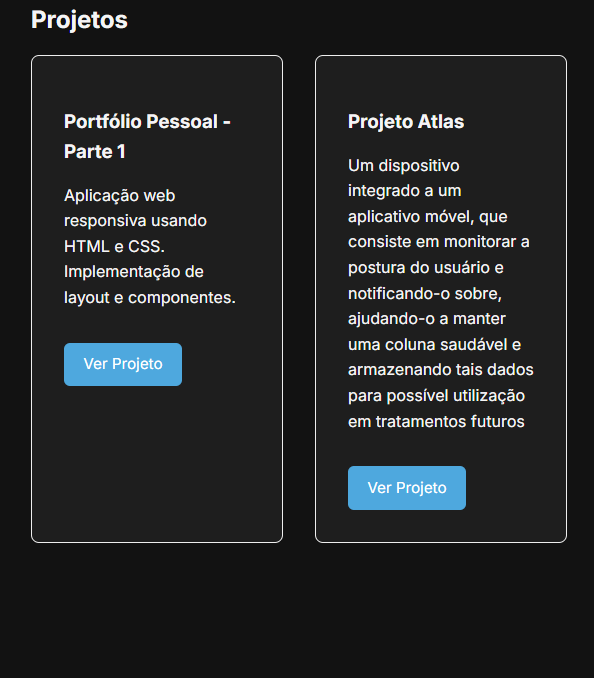 Projetos
Portfólio Pessoal -
Parte 1
Aplicação web
responsiva usando
HTML e CSS.
Implementação de
layout e componentes.
Ver Projeto
Projeto Atlas
Um dispositivo
integrado a um
aplicativo móvel, que
consiste em monitorar a
postura do usuário e
notificando-o sobre,
ajudando-o a manter
uma coluna saudável e
armazenando tais dados
para possível utilização
em tratamentos futuros
Ver Projeto